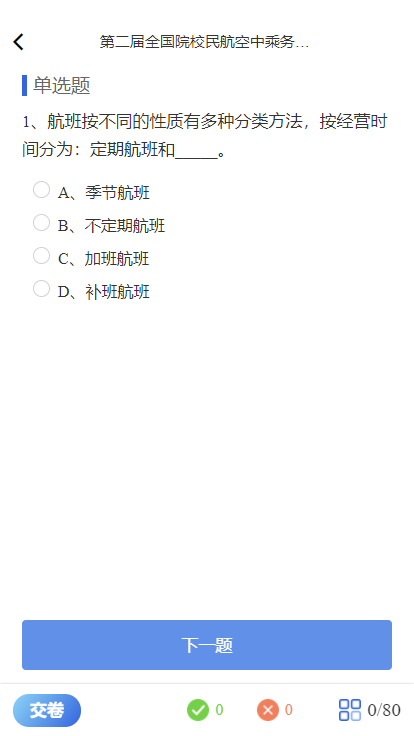 第二届全国院校民航空中乘务...
单选题
1、航班按不同的性质有多种分类方法，按经营时
间分为：定期航班和_____。
A、季节航班
B、不定期航班
C、加班航班
D、补班航班
下一题
交卷 0 0 0/80